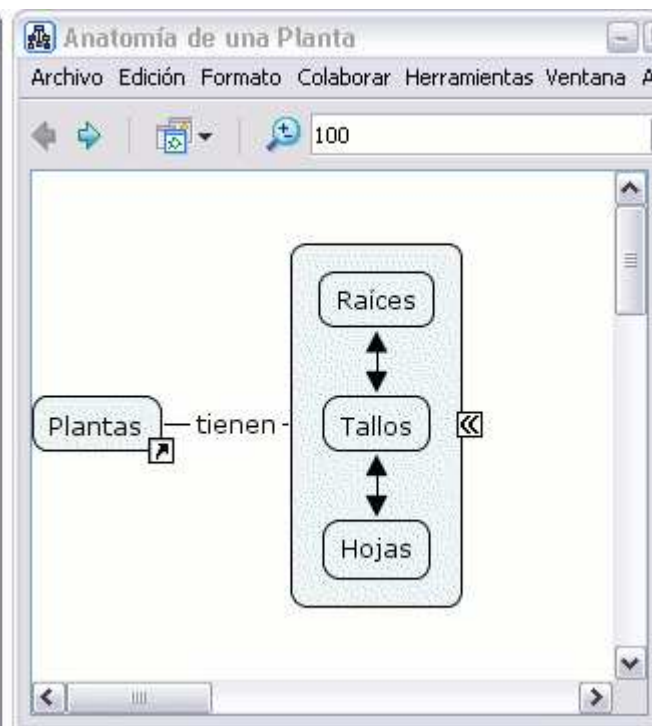 Anatomía de una Planta
Archivo Edición Formato Colaborar Herramientas Ventana A
100
Raíces
Plantas tienen Tallos
Hojas